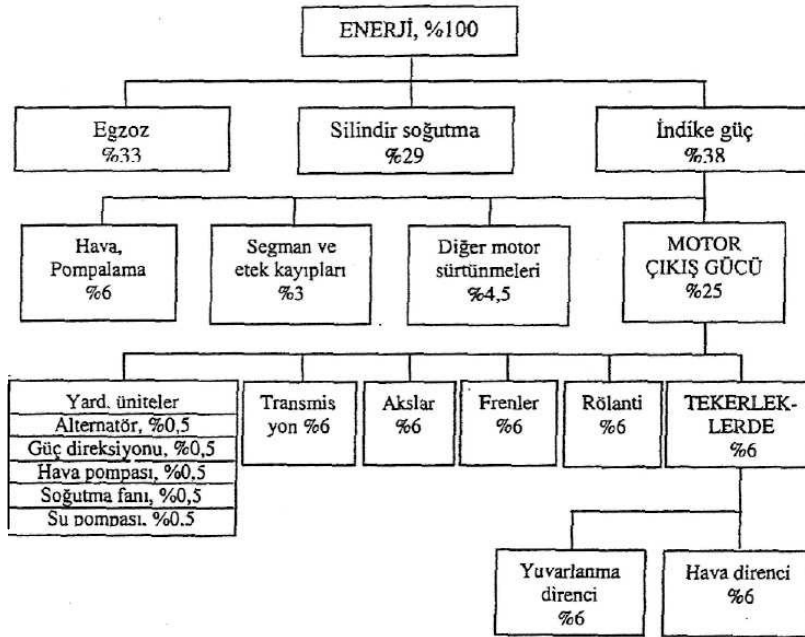 ENERJİ, %100
Egzoz
%33
Silindir soğutma
%29
İndike güç
%38
Hava,
Pompalama
%6
Segman ve
etek kayıpları
%3
Diğer motor
sürtünmeleri
%4,5
MOTOR
ÇIKIŞ GÜCÜ
%25
Yard. üniteler
Alternatör, %0,5
Güç direksiyonu, %0,5
Hava pompası, %0,5
Soğutma fanı, %0,5
Su pompası, %0,5
Transmis
yon %6
Akslar
%6
Frenler
%6
Rölanti
%6
TEKERLEK-
LERDE
%6
Yuvarlanma
direnci
%6
Hava direnci
%6